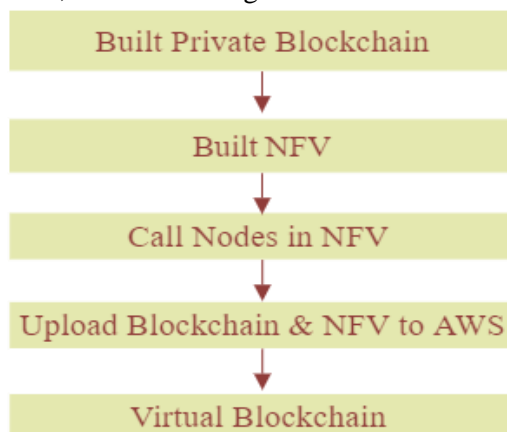 Built Private Blockchain
Built NFV
Call Nodes in NFV
Upload Blockchain & NFV to AWS
Virtual Blockchain